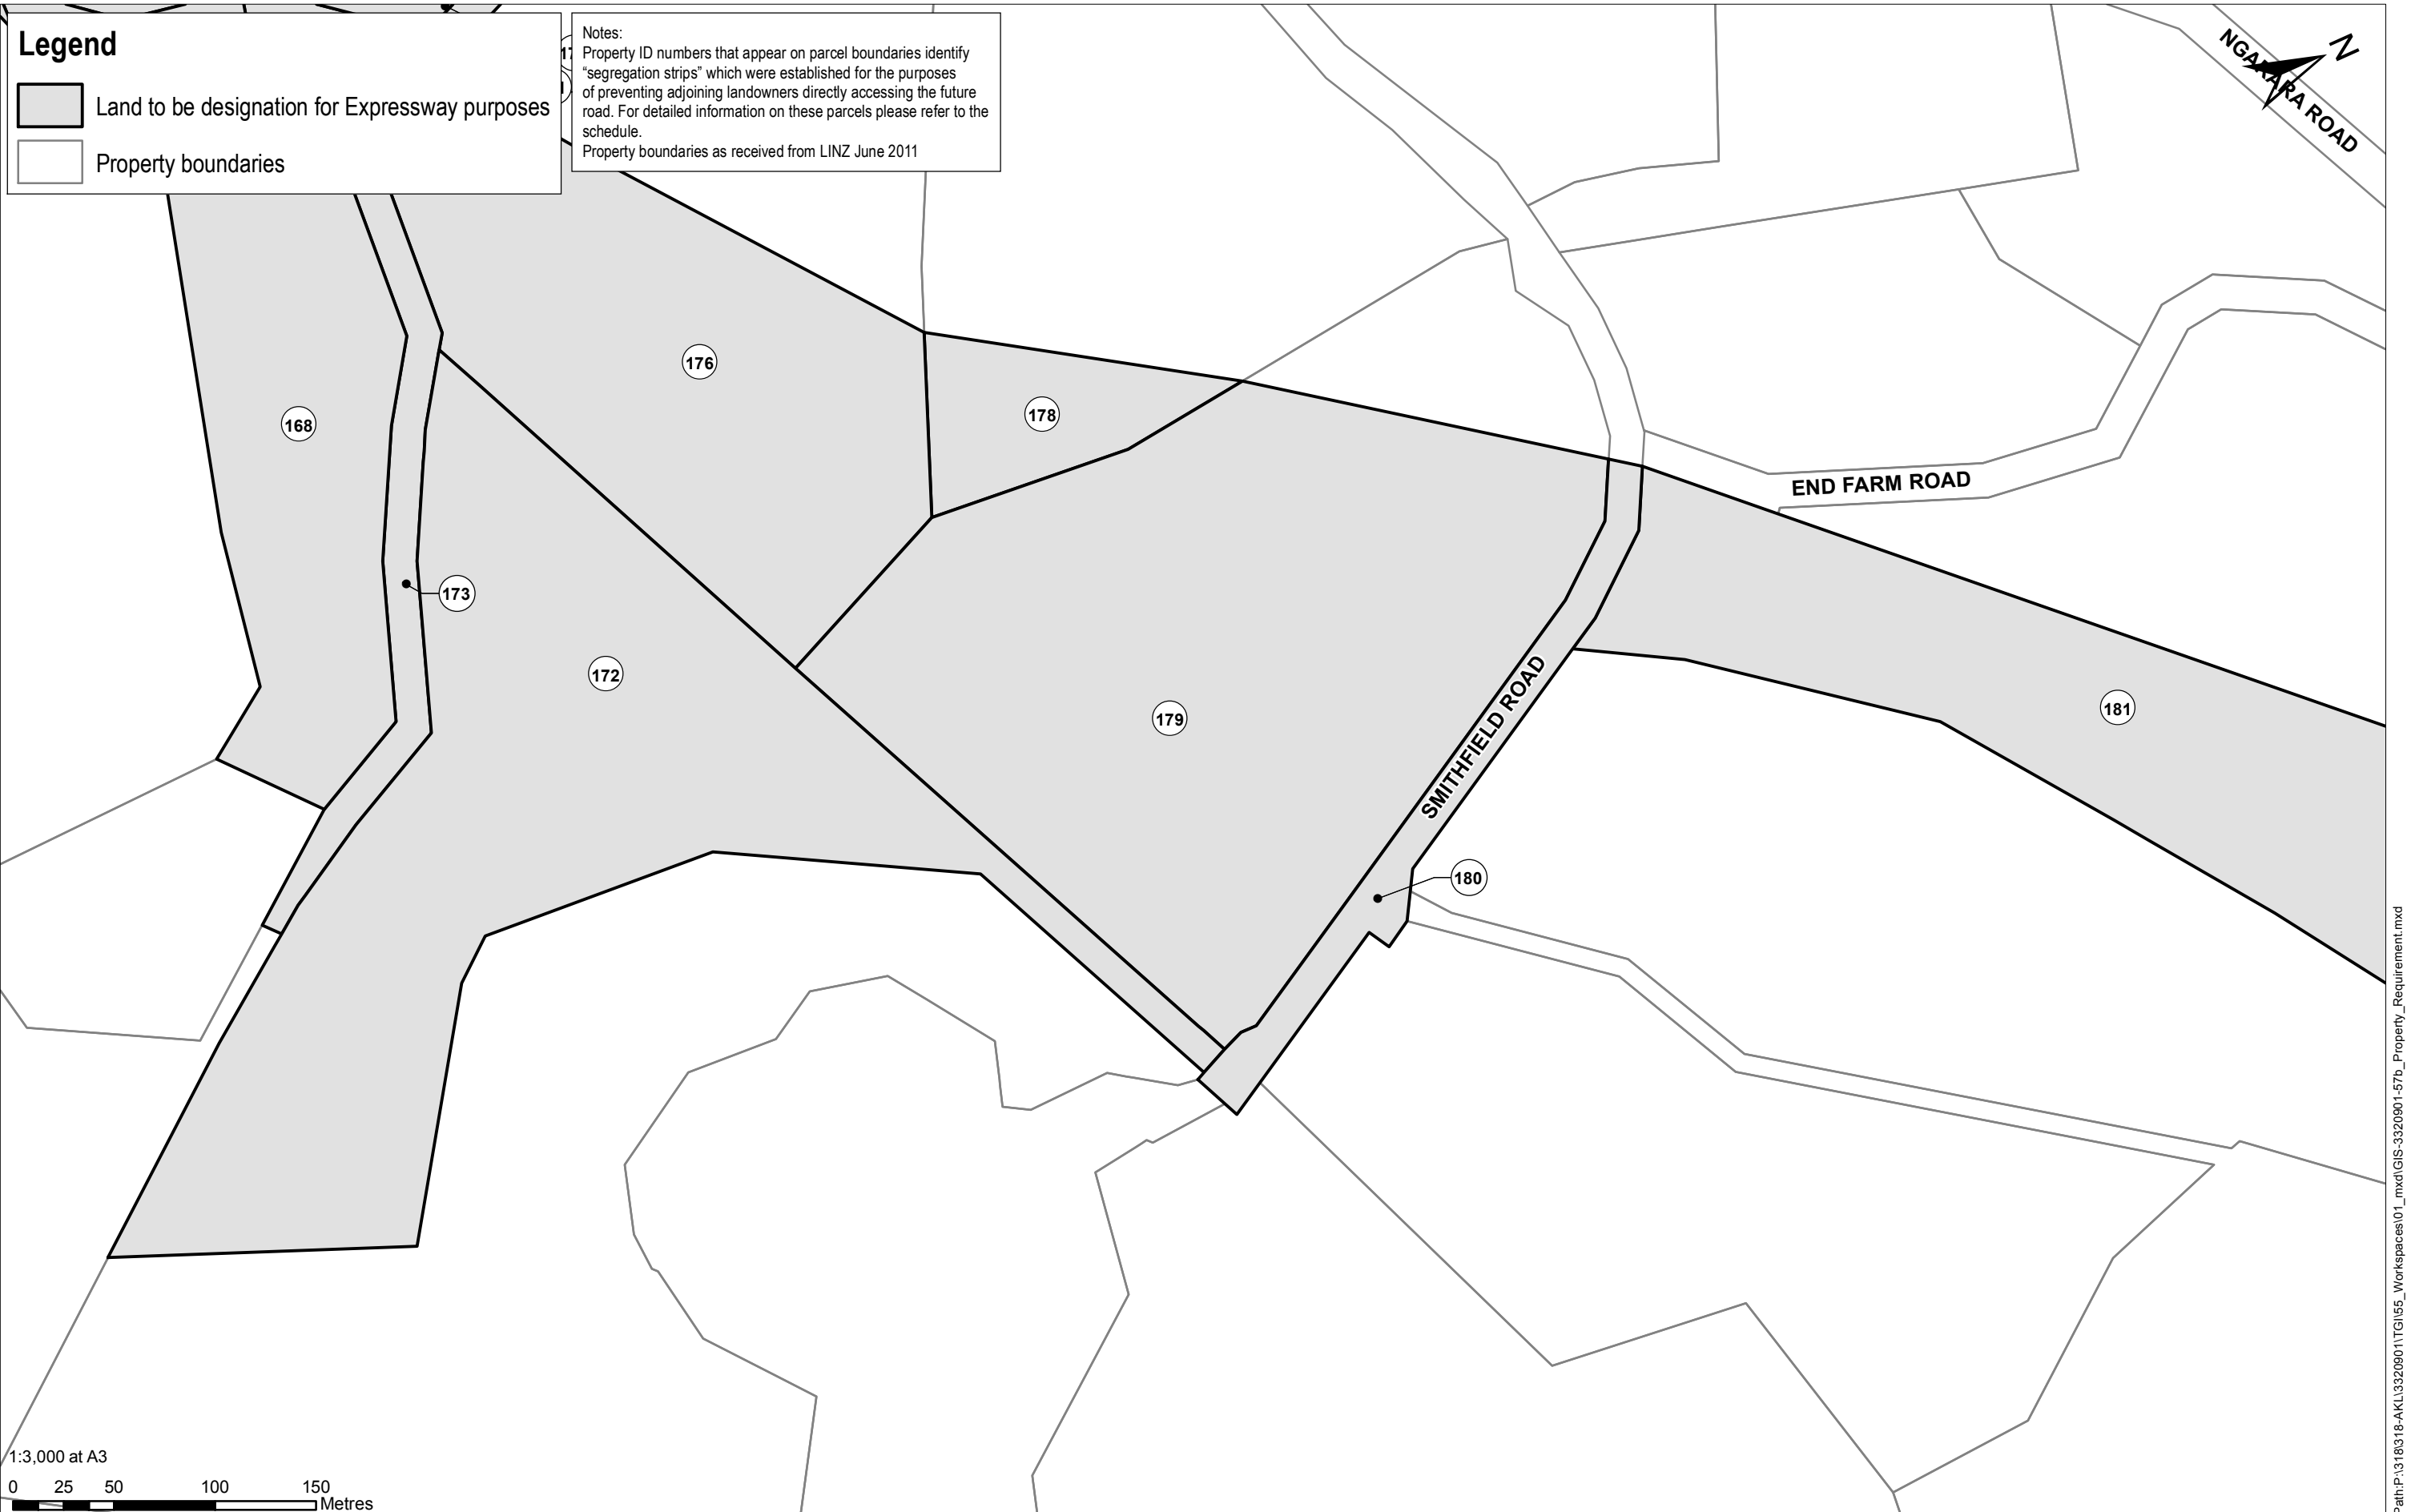 Legend
Land to be designation for Expressway purposes
Property boundaries
Notes:
Property ID numbers that appear on parcel boundaries identify
“segregation strips” which were established for the purposes
of preventing adjoining landowners directly accessing the future
road. For detailed information on these parcels please refer to the
schedule.
Property boundaries as received from LINZ June 2011
N
NGARARA ROAD
176
178
168
END FARM ROAD
173
172
179
SMITHFIELD ROAD
181
180
1:3,000 at A3
0 25 50 100 150
Metres
Path:P:\318\318-AKL\3320901\TGI\55_Workspaces\01_mxd\GIS-3320901-57b_Property_Requirement.mxd